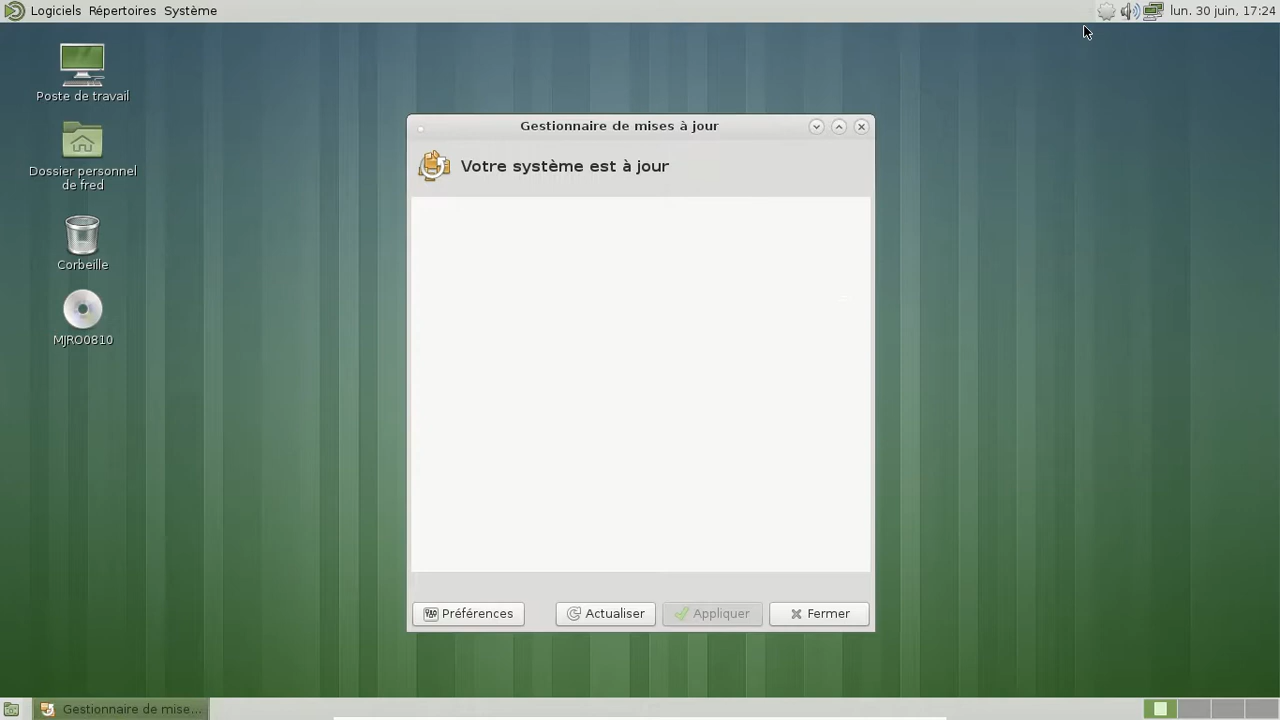 Logiciels Répertoires Système
lun. 30 juin, 17:24
Poste de travail
Dossier personnel
de fred
Corbeille
MJRO0810
Gestionnaire de mises à jour
Votre système est à jour
Préférences
Actualiser
Appliquer
Fermer
Gestionnaire de mise...